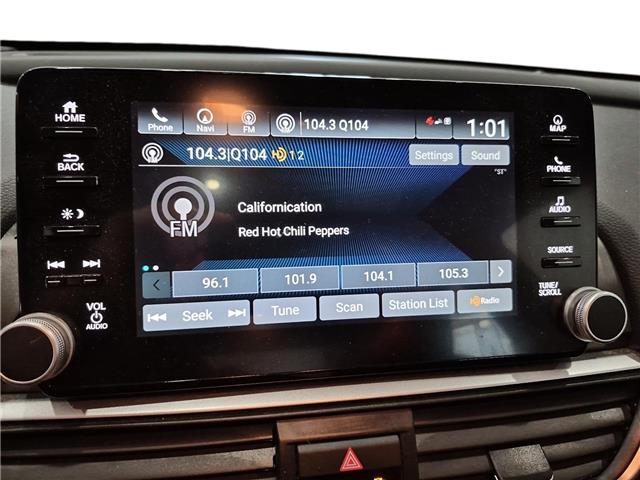 HOME
BACK
VOL
AUDIO
Phone
Navi
FM
104.3 Q104
1:01
104.3|Q104 HD 1 2
Settings
Sound
"ST"
FM
Californication
Red Hot Chili Peppers
96.1
101.9
104.1
105.3
Seek
Tune
Scan
Station List
HD Radio
MAP
PHONE
AUDIO
SOURCE
TUNE/
SCROLL